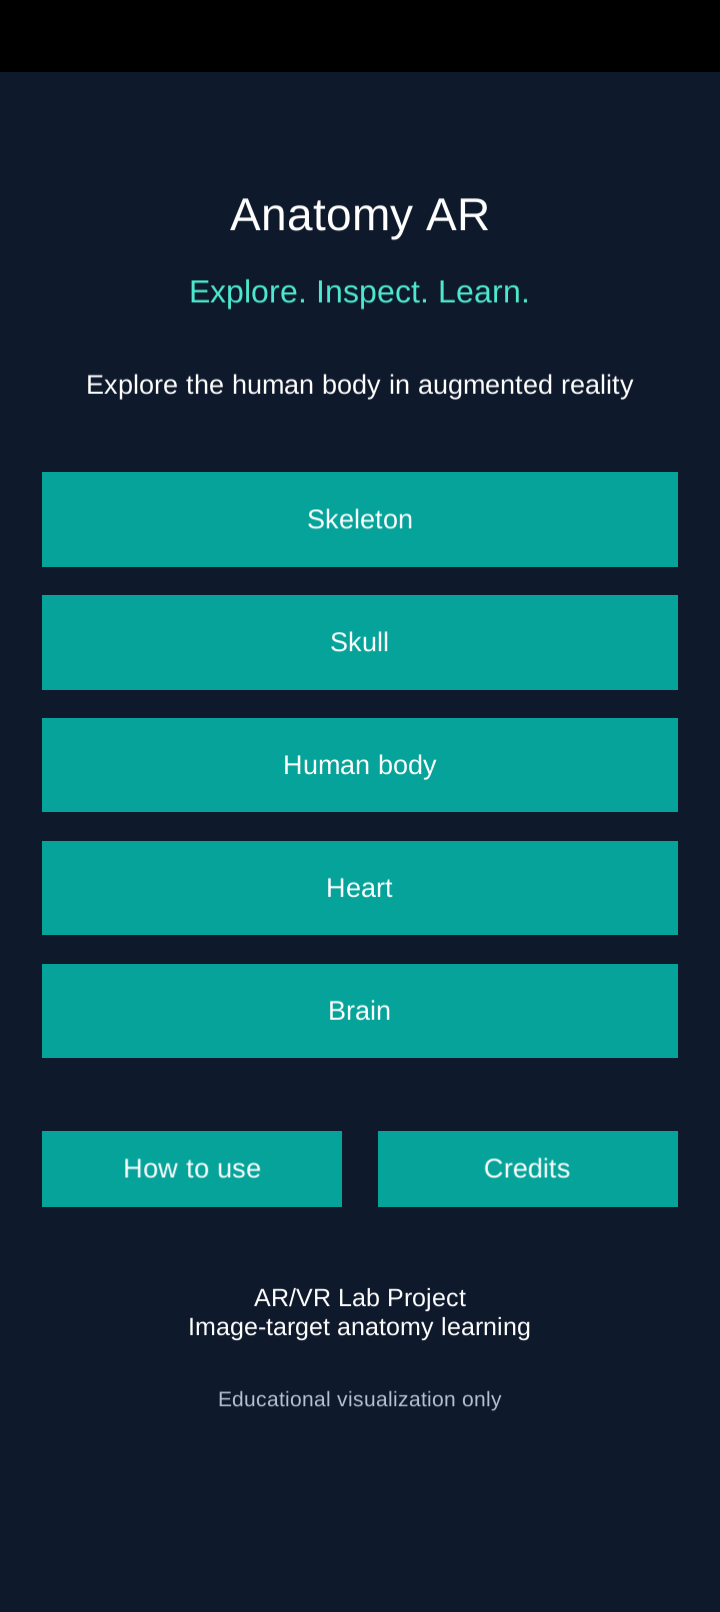 Anatomy AR
Explore. Inspect. Learn.
Explore the human body in augmented reality
Skeleton
Skull
Human body
Heart
Brain
How to use
Credits
AR/VR Lab Project
Image-target anatomy learning
Educational visualization only